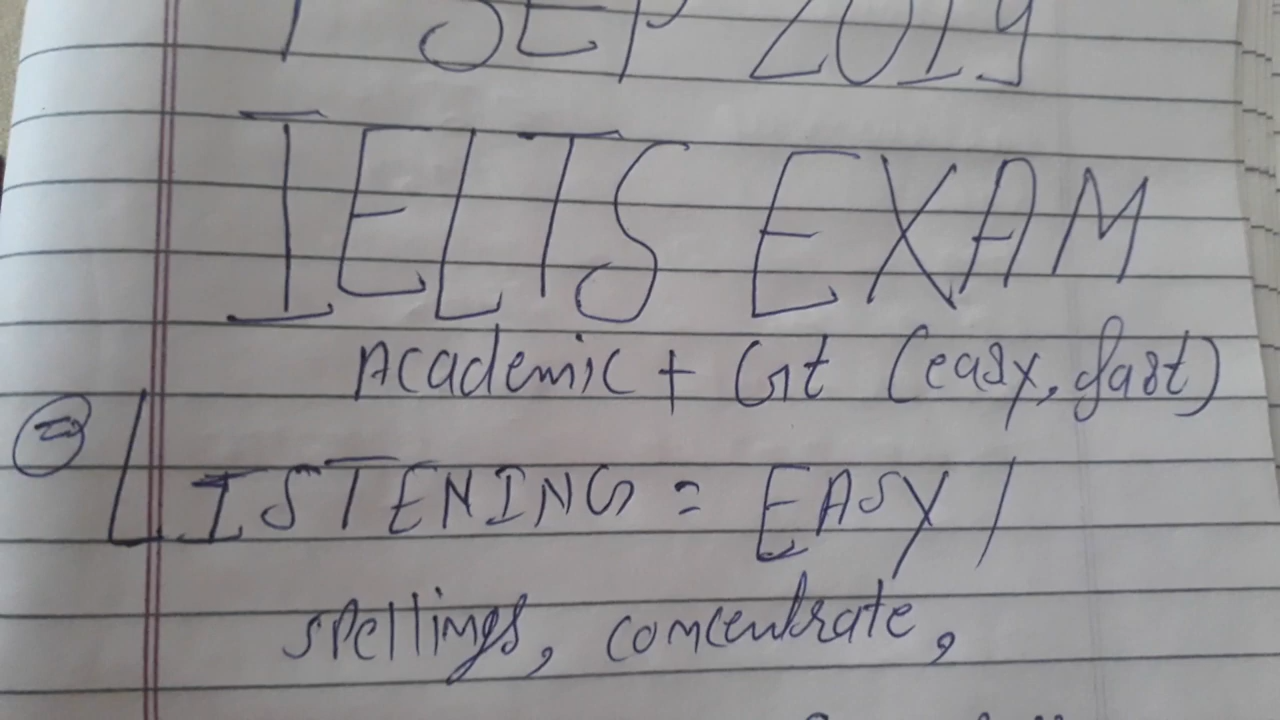 SEP 2019
IELTS EXAM
Academic + Gt (easy, fast)
LISTENING = EASY /
spellings, concentrate,